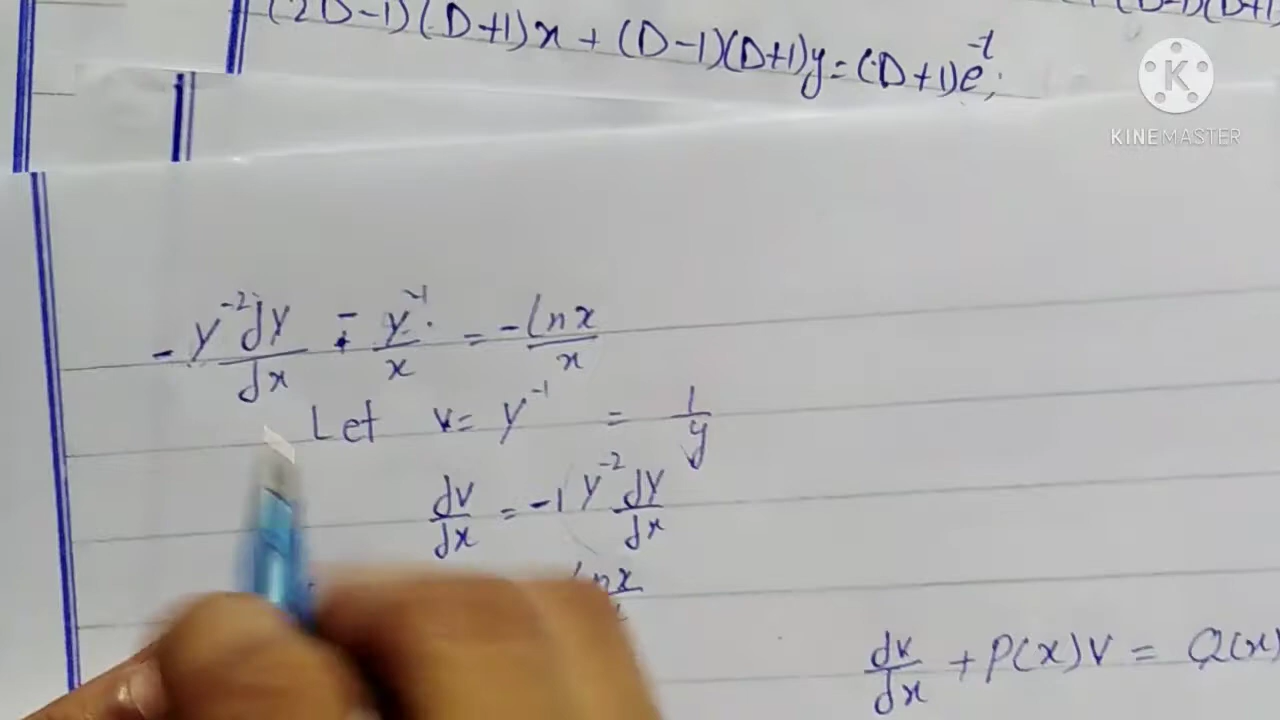 (2D-1)(D+1)x + (D-1)(D+1)y = (D+1)e^-t;
KINEMASTER
-y^-2 dy/dx - y^-1/x = -ln x/x
Let v = y^-1 = 1/y
dv/dx = -1 y^-2 dy/dx
ln x
dv/dx + P(x)V = Q(x)